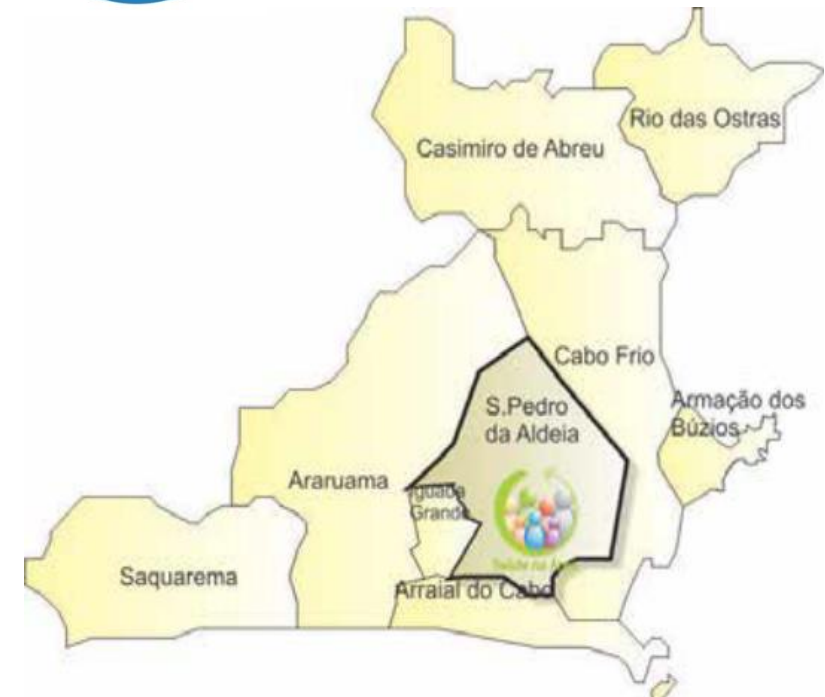 Rio das Ostras
Casimiro de Abreu
Cabo Frio
Armação dos
Búzios
S.Pedro
da Aldeia
Araruama
Iguaba
Grande
Saquarema
Arraial do Cabo